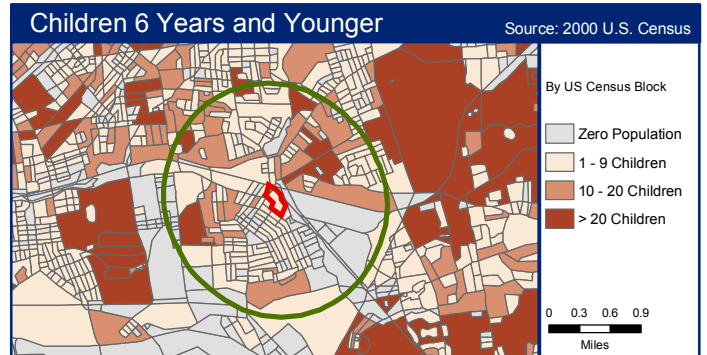 Children 6 Years and Younger
Source: 2000 U.S. Census
By US Census Block
Zero Population
1 - 9 Children
10 - 20 Children
> 20 Children
0 0.3 0.6 0.9
Miles